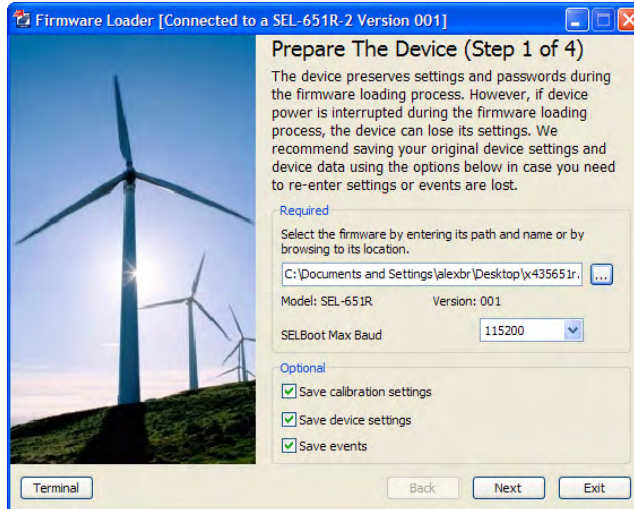 Firmware Loader [Connected to a SEL-651R-2 Version 001]
Prepare The Device (Step 1 of 4)
The device preserves settings and passwords during
the firmware loading process. However, if device
power is interrupted during the firmware loading
process, the device can lose its settings. We
recommend saving your original device settings and
device data using the options below in case you need
to re-enter settings or events are lost.
Required
Select the firmware by entering its path and name or by
browsing to its location.
C:\Documents and Settings\alexbr\Desktop\x435651r. ...
Model: SEL-651R Version: 001
SELBoot Max Baud 115200
Optional
Save calibration settings
Save device settings
Save events
Terminal Back Next Exit